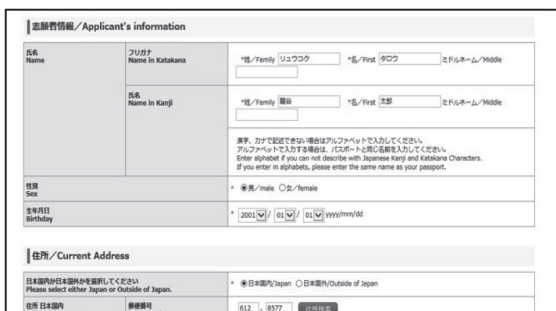 志願者情報／Applicant's information
氏名
Name
フリガナ
Name in Katakana
*姓／Family リュウコク *名／First タロウ ミドルネーム／Middle
氏名
Name in Kanji
*姓／Family 龍谷 *名／First 太郎 ミドルネーム／Middle
漢字、カナで記述できない場合はアルファベットで入力してください。
アルファベットで入力する場合は、パスポートと同じ名前を入力してください。
Enter alphabet if you can not describe with Japanese Kanji and Katakana Characters.
If you enter in alphabets, please enter the same name as your passport.
性別
Sex
* 男／male 女／female
生年月日
Birthday
* 2001 / 01 / 01 yyyy/mm/dd
住所／Current Address
日本国内か日本国外かを選択してください
Please select either Japan or Outside of Japan.
* 日本国内/Japan 日本国外/Outside of Japan
住所 日本国内
郵便番号
612 - 8577 住所検索